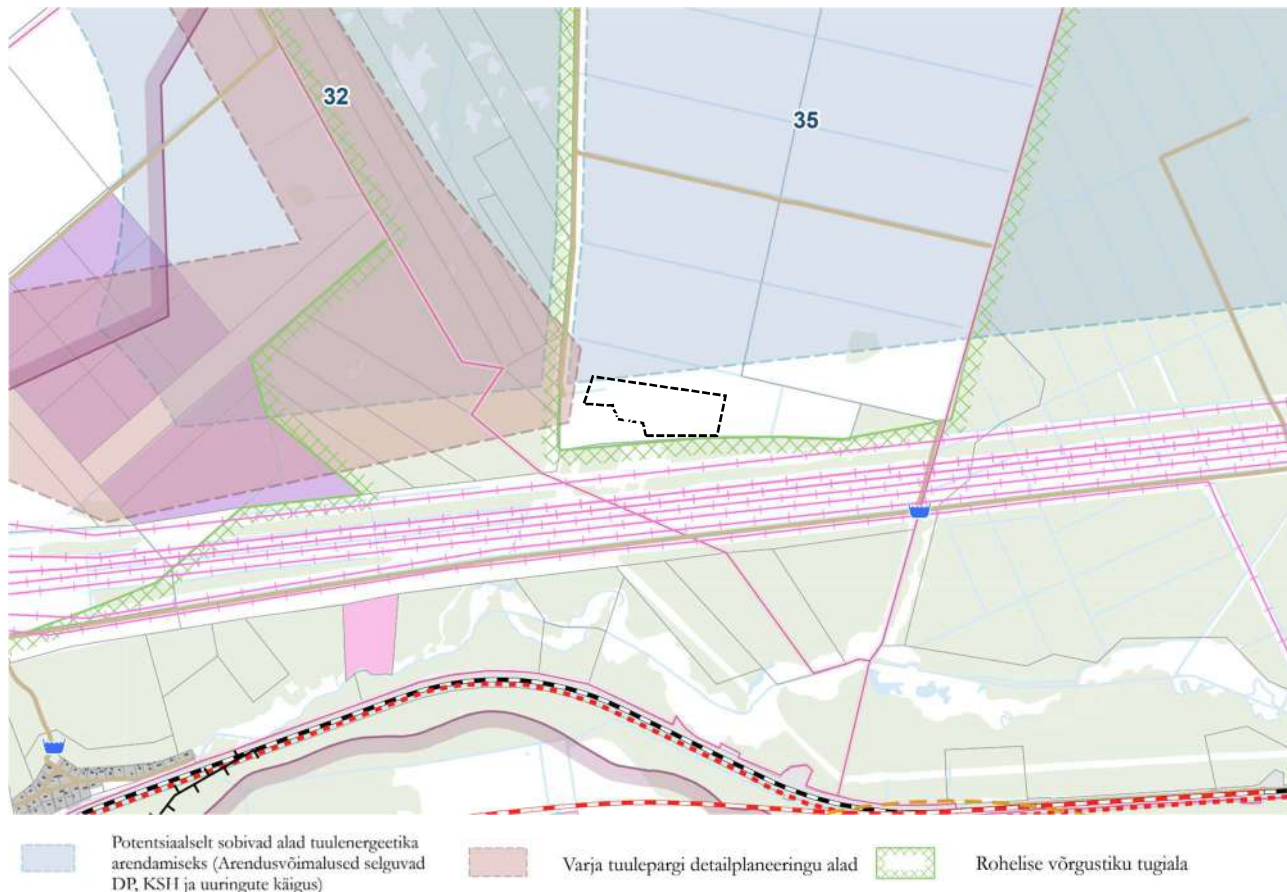 32
35
Potentsiaalselt sobivad alad tuulenergeetika
arendamiseks (Arendusvõimalused selguvad
DP, KSH ja uuringute käigus)
Varja tuulepargi detailplaneeringu alad
Rohelise võrgustiku tugiala